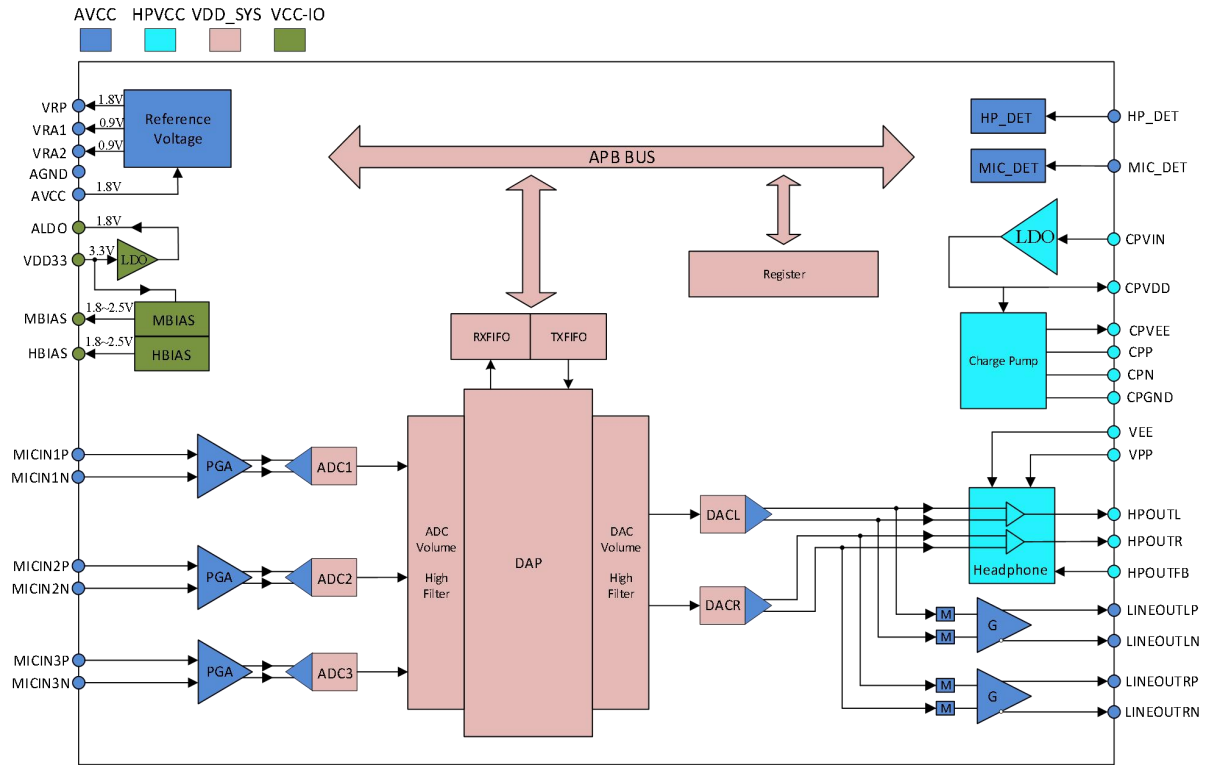 AVCC HPVCC VDD_SYS VCC-IO
VRP
1.8V
VRA1
0.9V
VRA2
0.9V
AGND
AVCC
1.8V
Reference
Voltage
ALDO
1.8V
VDD33
3.3V
LDO
MBIAS
1.8~2.5V
MBIAS
HBIAS
1.8~2.5V
HBIAS
APB BUS
Register
RXFIFO
TXFIFO
HP_DET
HP_DET
MIC_DET
MIC_DET
LDO
CPVIN
CPVDD
Charge Pump
CPVEE
CPP
CPN
CPGND
VEE
VPP
MICIN1P
MICIN1N
PGA
ADC1
MICIN2P
MICIN2N
PGA
ADC2
MICIN3P
MICIN3N
PGA
ADC3
ADC
Volume
High
Filter
DAP
DAC
Volume
High
Filter
DACL
DACR
Headphone
HPOUTL
HPOUTR
HPOUTFB
M
M
G
LINEOUTLP
LINEOUTLN
M
M
G
LINEOUTRP
LINEOUTRN